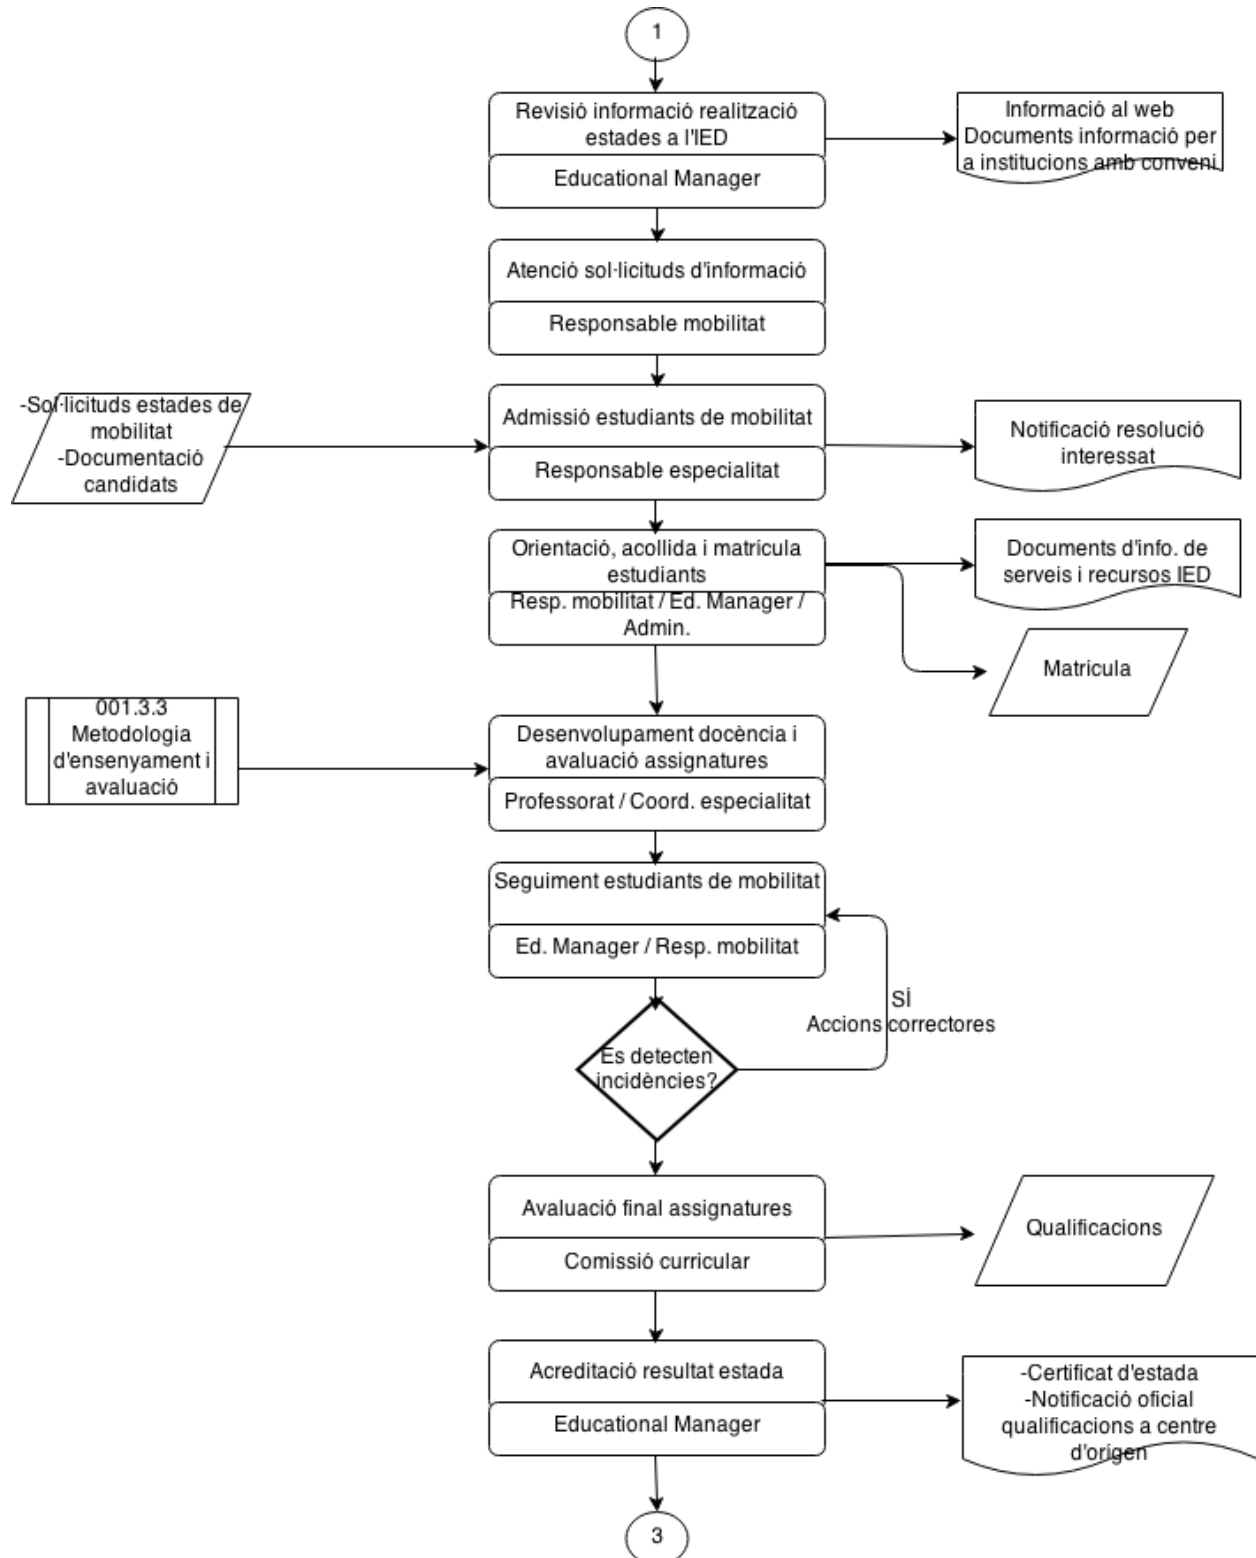 1
Revisió informació realització
estades a l'IED
Educational Manager
Informació al web
Documents informació per
a institucions amb conveni
Atenció sol·licituds d'informació
Responsable mobilitat
-Sol·licituds estades de
mobilitat
-Documentació
candidats
Admissió estudiants de mobilitat
Responsable especialitat
Notificació resolució
interessat
Orientació, acollida i matrícula
estudiants
Resp. mobilitat / Ed. Manager /
Admin.
Documents d'info. de
serveis i recursos IED
Matricula
001.3.3
Metodologia
d'ensenyament i
avaluació
Desenvolupament docència i
avaluació assignatures
Professorat / Coord. especialitat
Seguiment estudiants de mobilitat
Ed. Manager / Resp. mobilitat
SÍ
Accions correctores
Es detecten
incidències?
Avaluació final assignatures
Comissió curricular
Qualificacions
Acreditació resultat estada
Educational Manager
-Certificat d'estada
-Notificació oficial
qualificacions a centre
d'origen
3